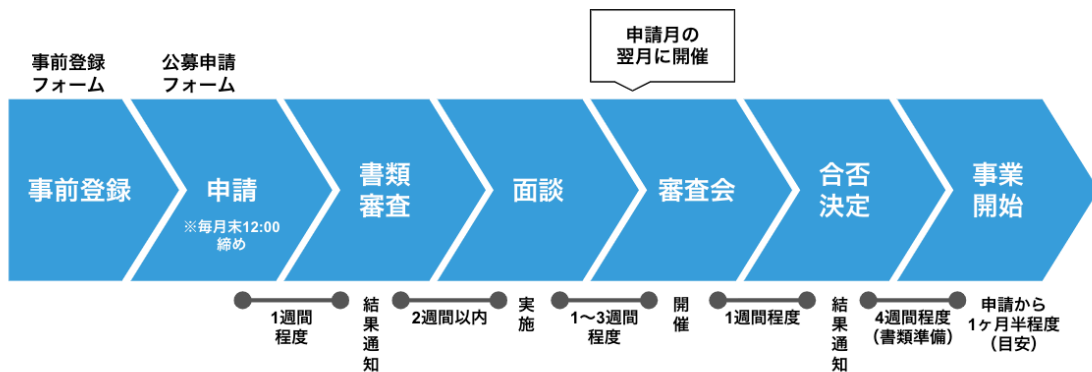 事前登録
フォーム
公募申請
フォーム
申請月の
翌月に開催
事前登録
申請
※毎月末12:00
締め
書類
審査
面談
審査会
合否
決定
事業
開始
1週間
程度
結果通知
2週間以内
実施
1〜3週間
程度
開催
1週間程度
結果通知
4週間程度
（書類準備）
申請から
1ヶ月半程度
（目安）